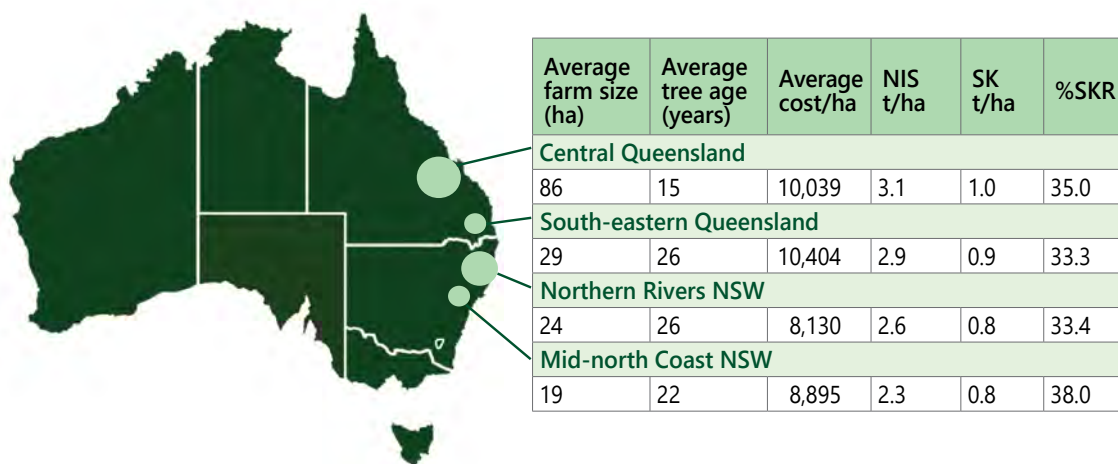 Average farm size (ha) Average tree age (years) Average cost/ha NIS t/ha SK t/ha %SKR
Central Queensland
86 15 10,039 3.1 1.0 35.0
South-eastern Queensland
29 26 10,404 2.9 0.9 33.3
Northern Rivers NSW
24 26 8,130 2.6 0.8 33.4
Mid-north Coast NSW
19 22 8,895 2.3 0.8 38.0